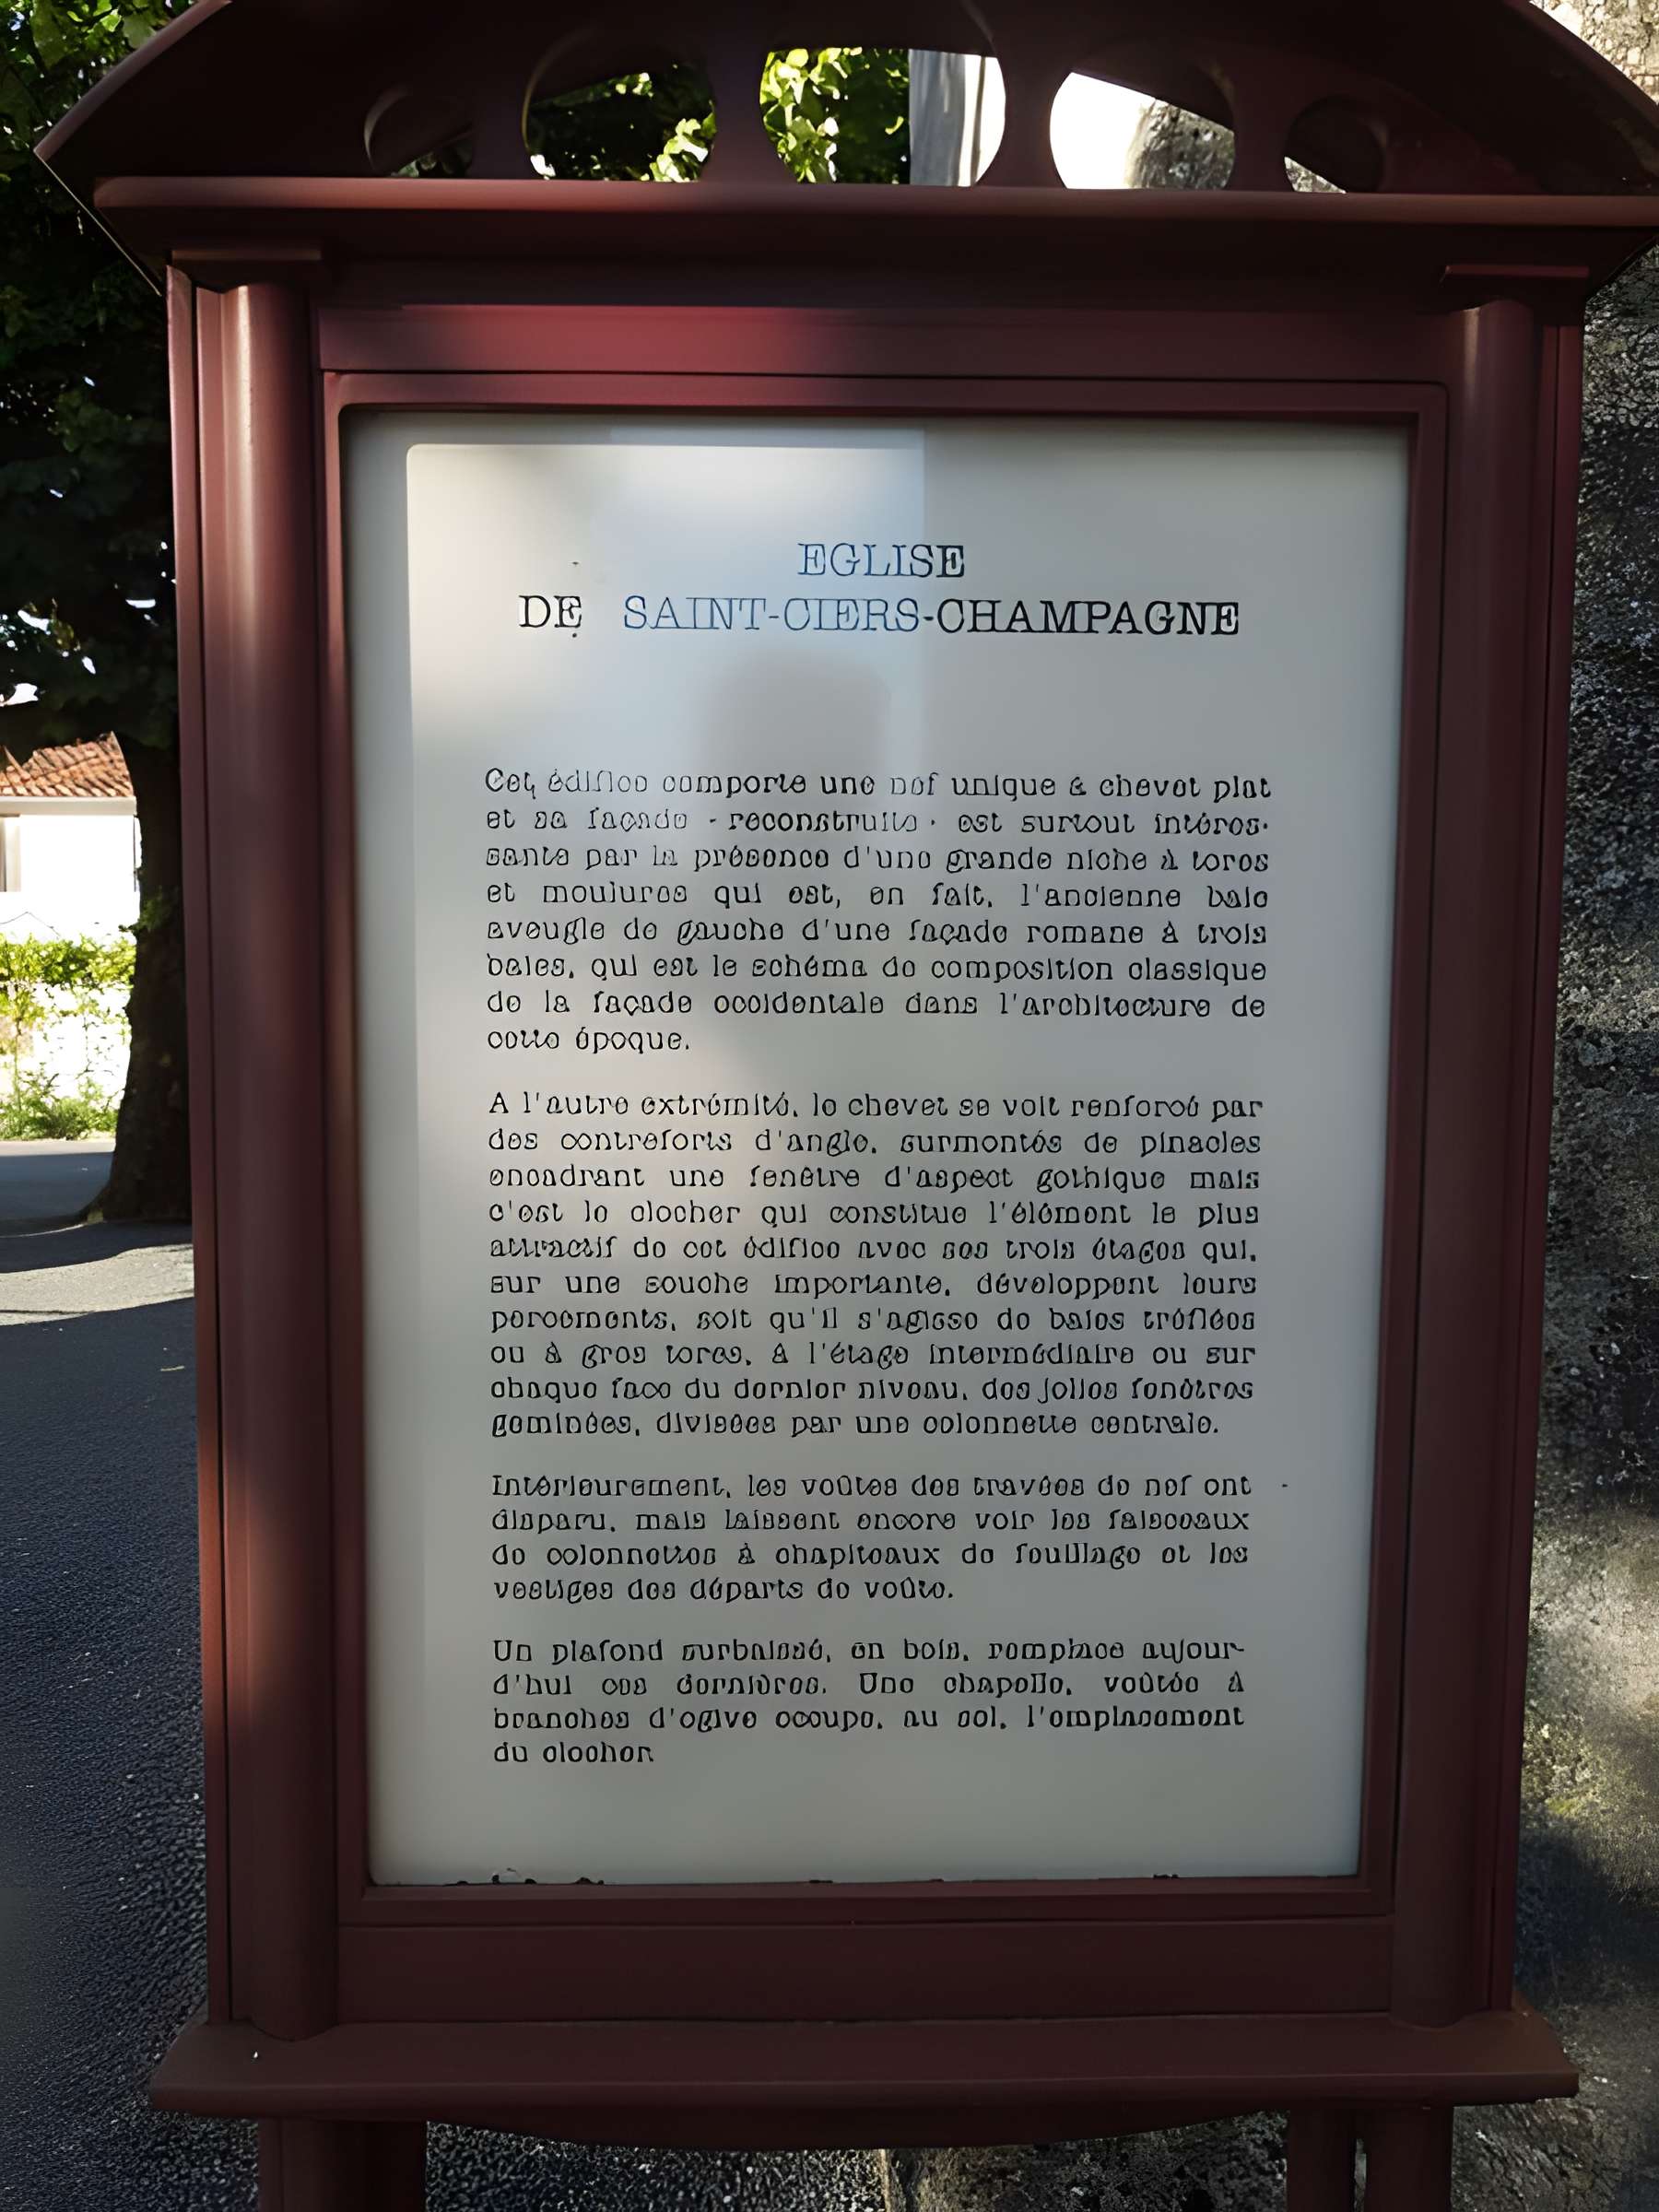 EGLISE
DE SAINT-CIERS-CHAMPAGNE
Cet édifice comporte une nef unique à chevet plat
et sa façade - reconstruite - est surtout intéres-
sante par la présence d'une grande niche à tores
et moulures qui est, en fait, l'ancienne baie
aveugle de gauche d'une façade romane à trois
baies, qui est le schéma de composition classique
de la façade occidentale dans l'architecture de
cette époque.
A l'autre extrémité, le chevet se voit renforcé par
des contreforts d'angle, surmontés de pinacles
encadrant une fenêtre d'aspect gothique mais
c'est le clocher qui constitue l'élément le plus
attractif de cet édifice avec ses trois étages qui,
sur une souche importante, développent leurs
percements, soit qu'il s'agisse de baies tréflées
ou à gros tores, à l'étage intermédiaire ou sur
chaque face du dernier niveau, des jolies fenêtres
geminées, divisées par une colonnette centrale.
Intérieurement, les voûtes des travées de nef ont
disparu, mais laissent encore voir les faisceaux
de colonnettes à chapiteaux de feuillage et les
vestiges des départs de voûte.
Un plafond surbaissé, en bois, remplace aujour-
d'hui ces dernières. Une chapelle, voûtée à
branches d'ogive occupe, au sol, l'emplacement
du clocher.